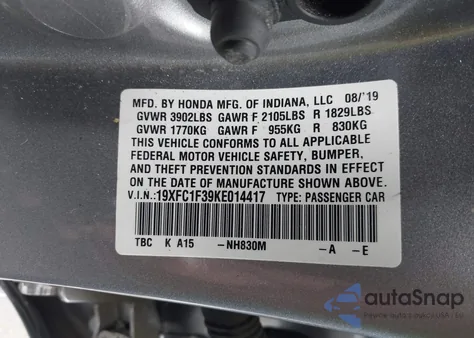 MFD. BY HONDA MFG. OF INDIANA, LLC 08/'19
GVWR 3902LBS GAWR F 2105LBS R 1829LBS
GVWR 1770KG GAWR F 955KG R 830KG
THIS VEHICLE CONFORMS TO ALL APPLICABLE
FEDERAL MOTOR VEHICLE SAFETY, BUMPER,
AND THEFT PREVENTION STANDARDS IN EFFECT
ON THE DATE OF MANUFACTURE SHOWN ABOVE.
V.I.N.:19XFC1F39KE014417 TYPE: PASSENGER CAR
TBC K A15 -NH830M -A -E
autaSnap